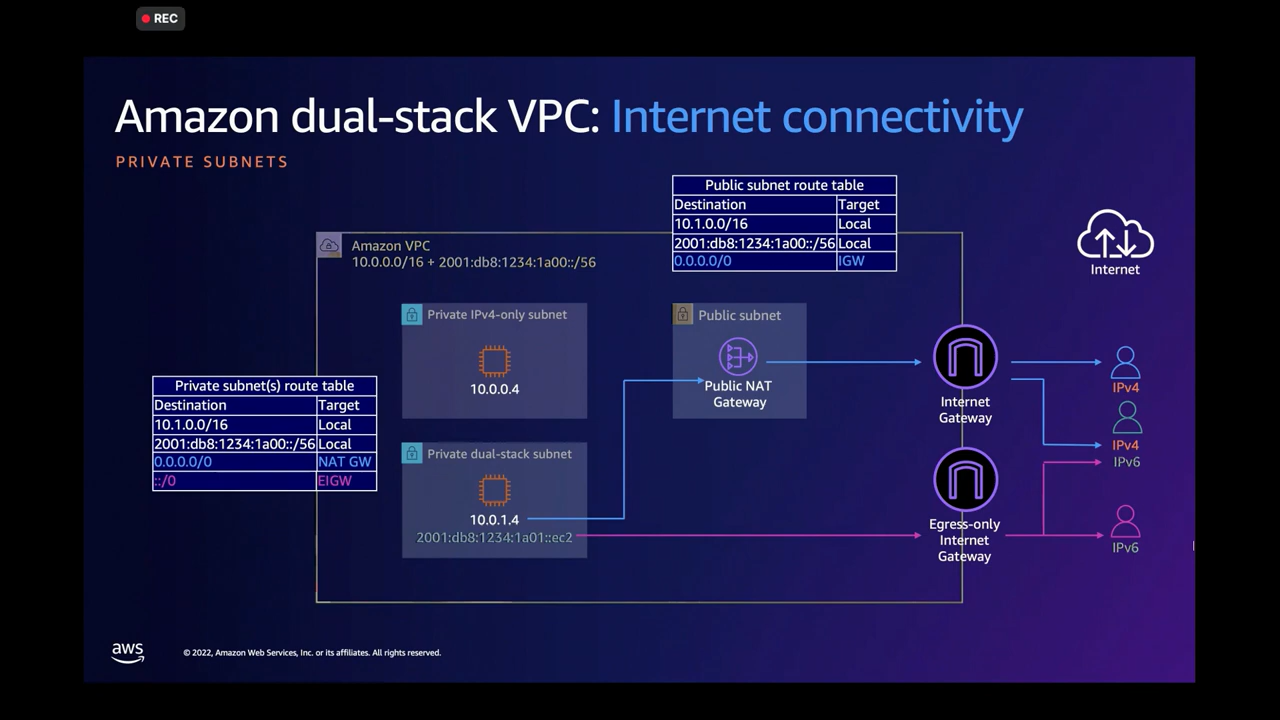 REC
Amazon dual-stack VPC: Internet connectivity
PRIVATE SUBNETS
Public subnet route table
Destination Target
10.1.0.0/16 Local
2001:db8:1234:1a00::/56 Local
0.0.0.0/0 IGW
Internet
Amazon VPC
10.0.0.0/16 + 2001:db8:1234:1a00::/56
Private IPv4-only subnet
10.0.0.4
Public subnet
Public NAT
Gateway
Internet
Gateway
IPv4
IPv4
IPv6
Private subnet(s) route table
Destination Target
10.1.0.0/16 Local
2001:db8:1234:1a00::/56 Local
0.0.0.0/0 NAT GW
::/0 EIGW
Private dual-stack subnet
10.0.1.4
2001:db8:1234:1a01::ec2
Egress-only
Internet
Gateway
IPv6
aws
© 2022, Amazon Web Services, Inc. or its affiliates. All rights reserved.